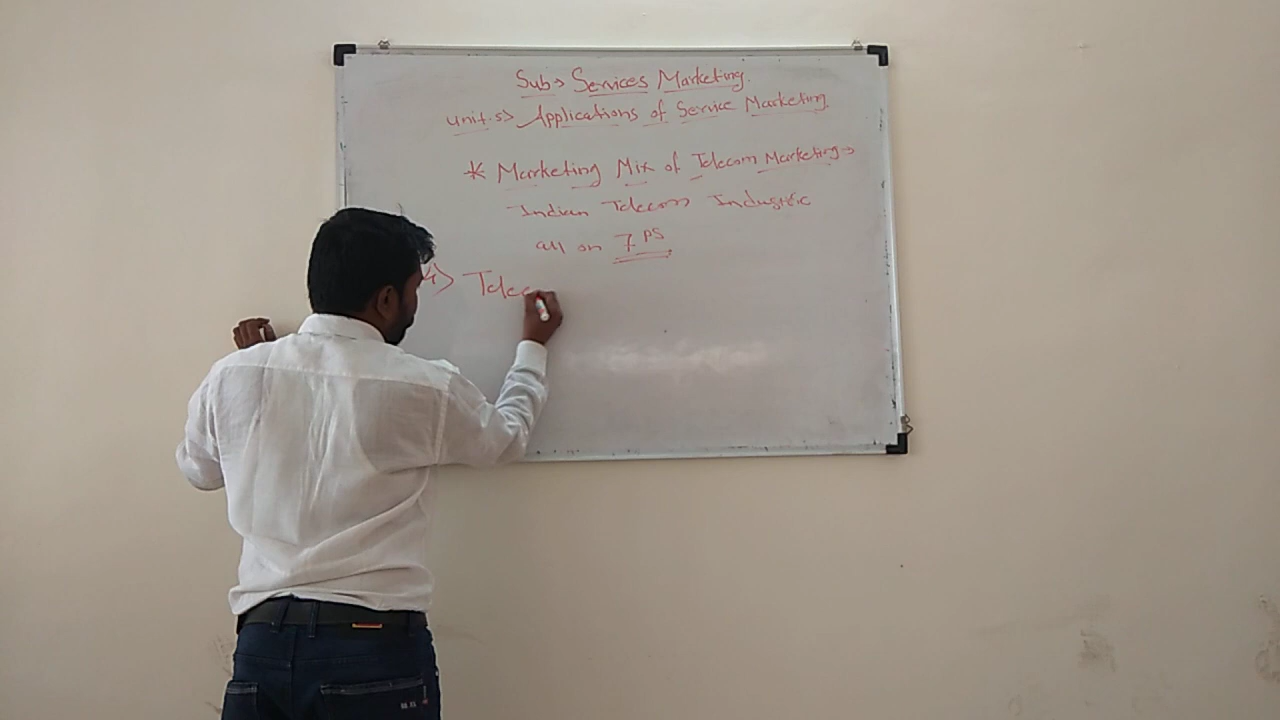 Sub → Services Marketing.
Unit.5> Applications of Service Marketing
* Marketing Mix of Telecom Marketing →
Indian Telecom
all on 7 PS
Telec